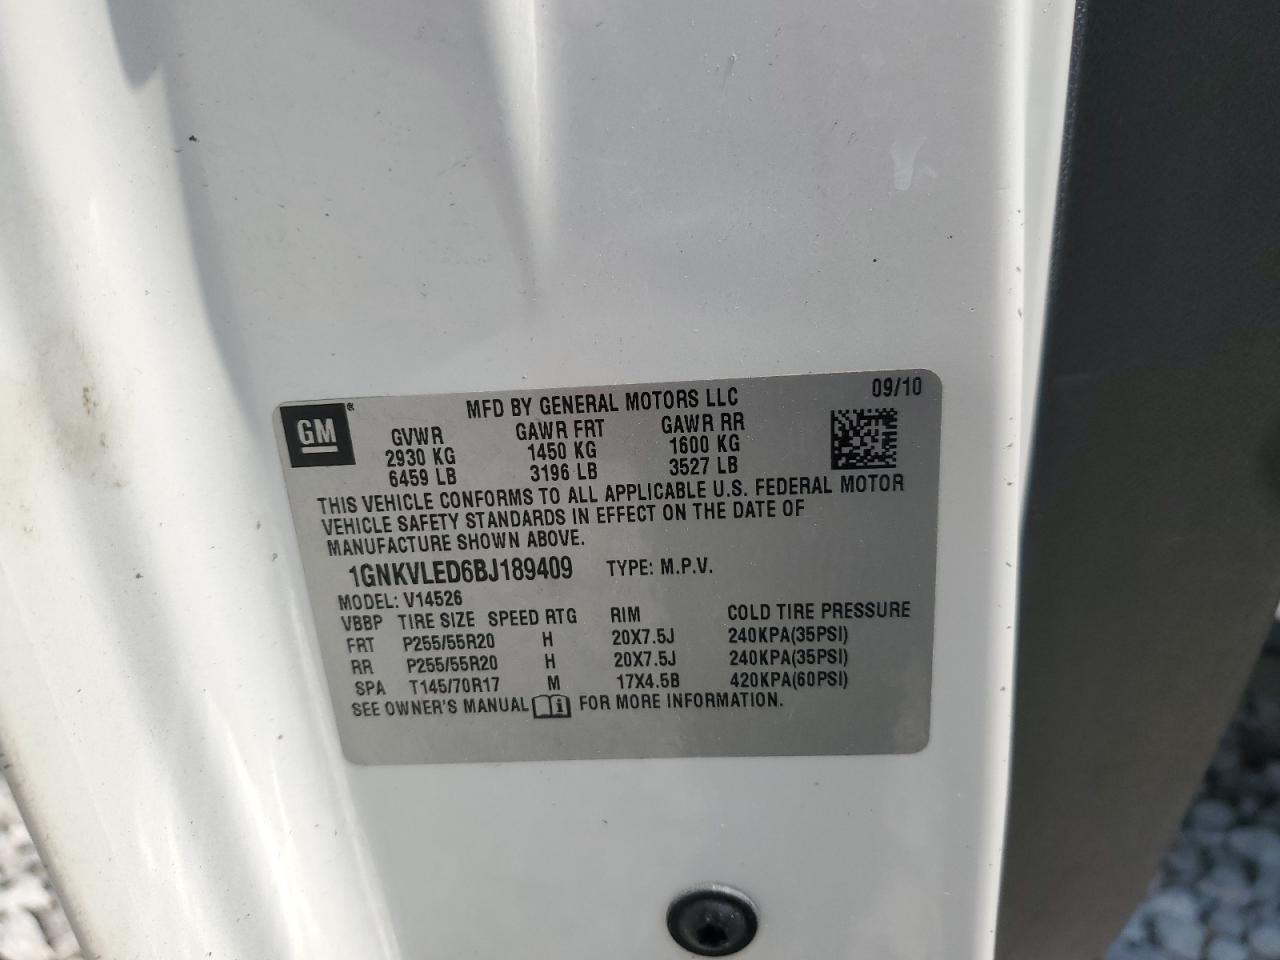 GM®
MFD BY GENERAL MOTORS LLC 09/10
GVWR GAWR FRT GAWR RR
2930 KG 1450 KG 1600 KG
6459 LB 3196 LB 3527 LB
THIS VEHICLE CONFORMS TO ALL APPLICABLE U.S. FEDERAL MOTOR
VEHICLE SAFETY STANDARDS IN EFFECT ON THE DATE OF
MANUFACTURE SHOWN ABOVE.
1GNKVLED6BJ189409 TYPE: M.P.V.
MODEL: V14526
VBBP TIRE SIZE SPEED RTG RIM COLD TIRE PRESSURE
FRT P255/55R20 H 20X7.5J 240KPA(35PSI)
RR P255/55R20 H 20X7.5J 240KPA(35PSI)
SPA T145/70R17 M 17X4.5B 420KPA(60PSI)
SEE OWNER'S MANUAL i FOR MORE INFORMATION.